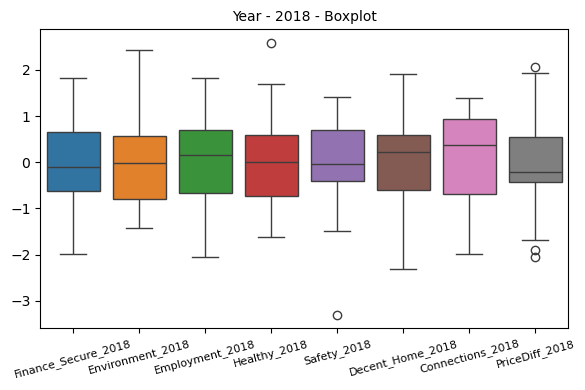 Year - 2018 - Boxplot
2
1
0
−1
−2
−3
Finance_Secure_2018
Environment_2018
Employment_2018
Healthy_2018
Safety_2018
Decent_Home_2018
Connections_2018
PriceDiff_2018